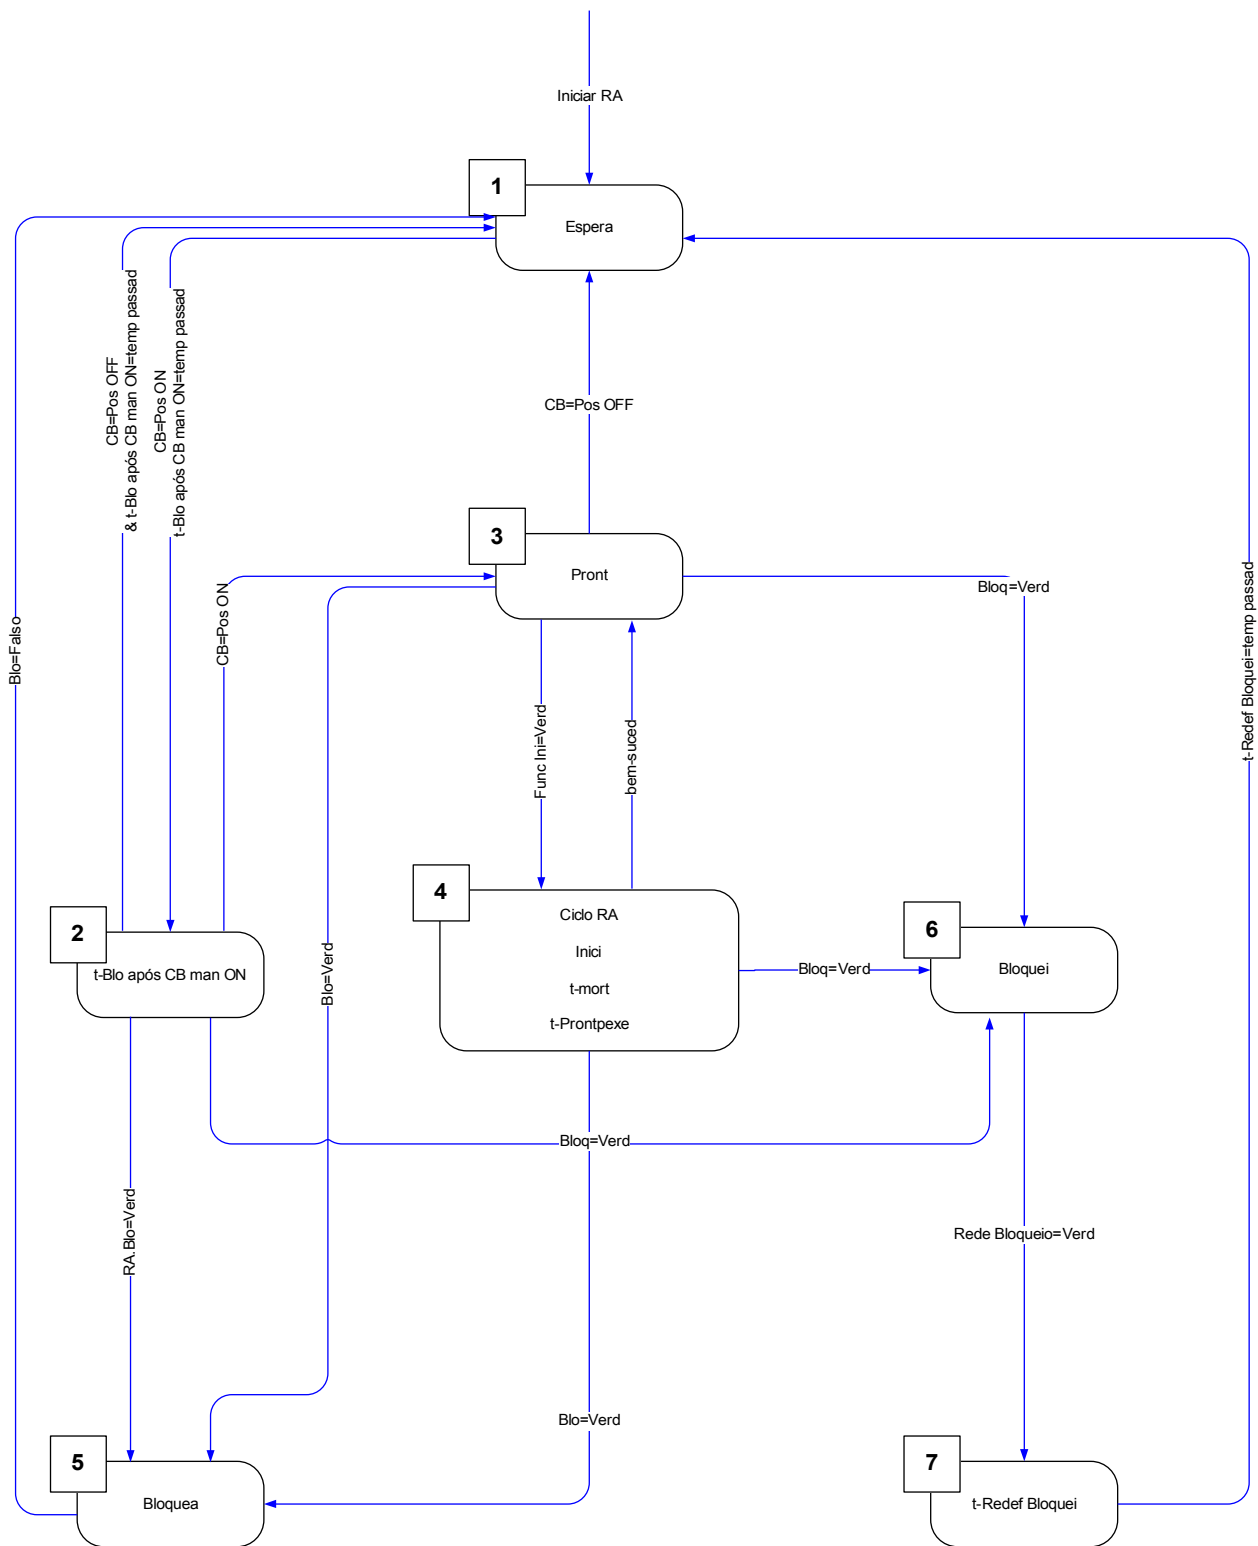 Iniciar RA
1
Espera
CB=Pos OFF
& t-Blo após CB man ON=temp passad
CB=Pos ON
t-Blo após CB man ON=temp passad
CB=Pos OFF
t-Redef Bloquei=temp passad
3
Pront
Bloq=Verd
CB=Pos ON
Blo=Falso
Func Ini=Verd
bem-suced
4
Ciclo RA
Inici
t-mort
t-Prontpexe
2
t-Blo após CB man ON
Blo=Verd
Bloq=Verd
6
Bloquei
Bloq=Verd
RA.Blo=Verd
Rede Bloqueio=Verd
Blo=Verd
5
Bloquea
7
t-Redef Bloquei